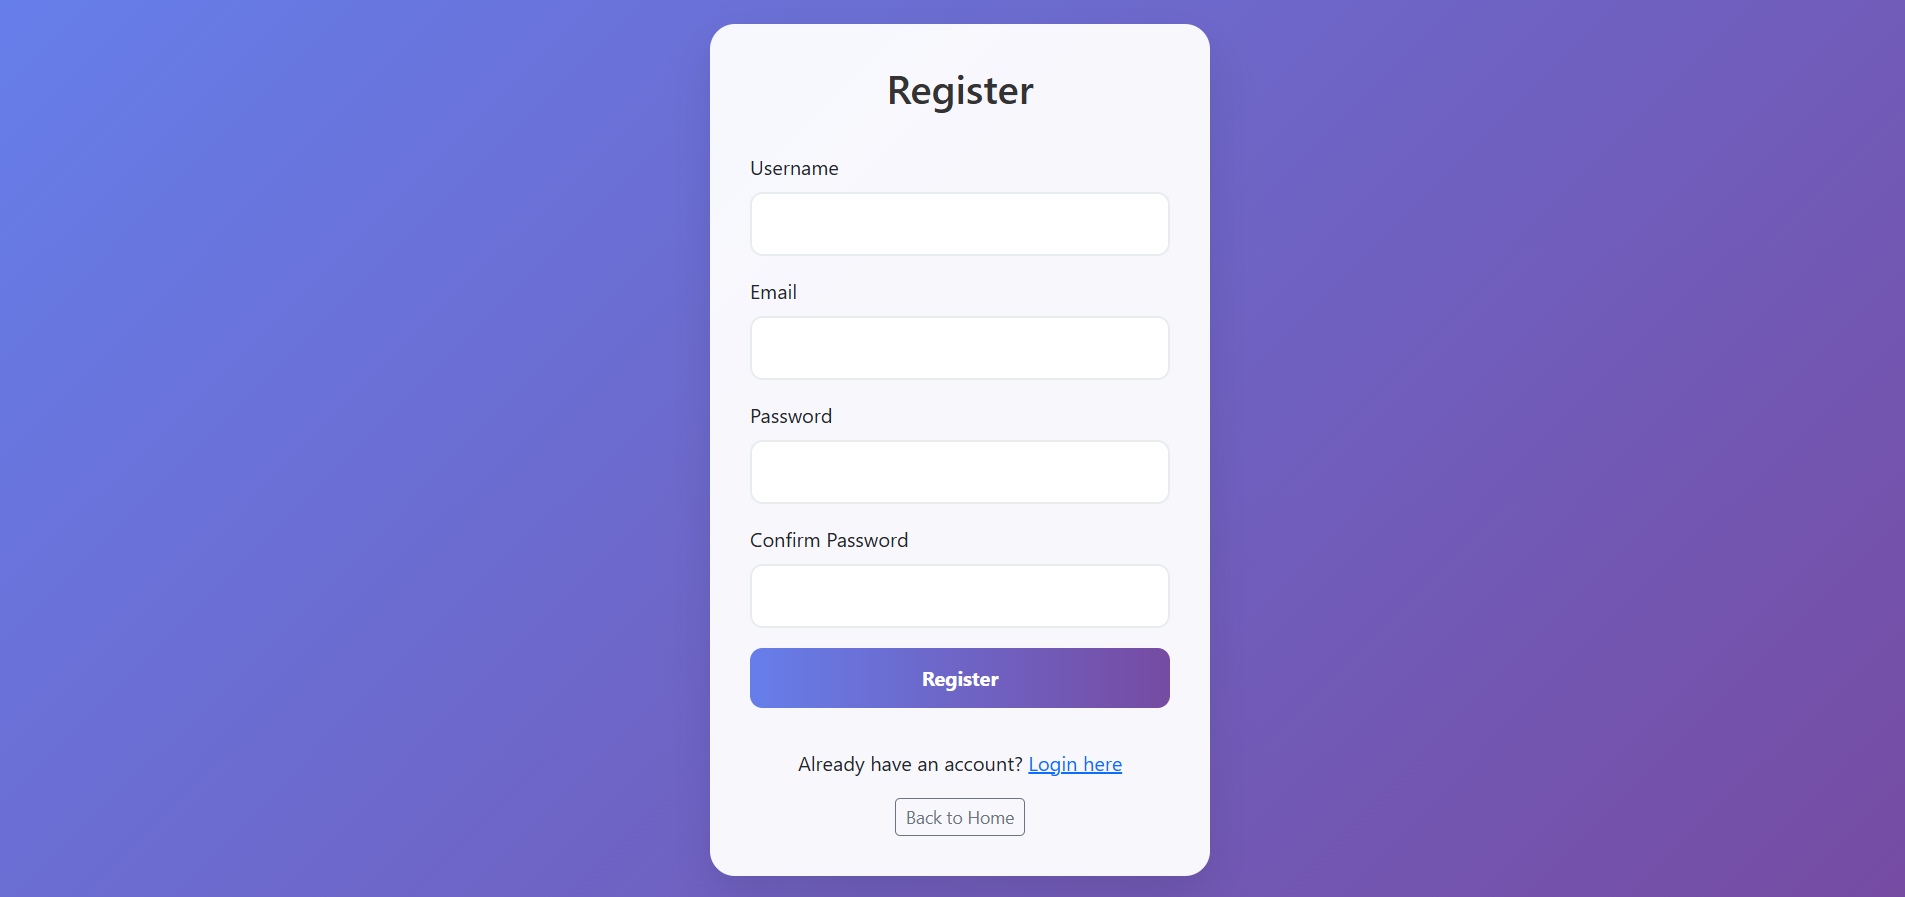 Register
Username
Email
Password
Confirm Password
Register
Already have an account? Login here
Back to Home